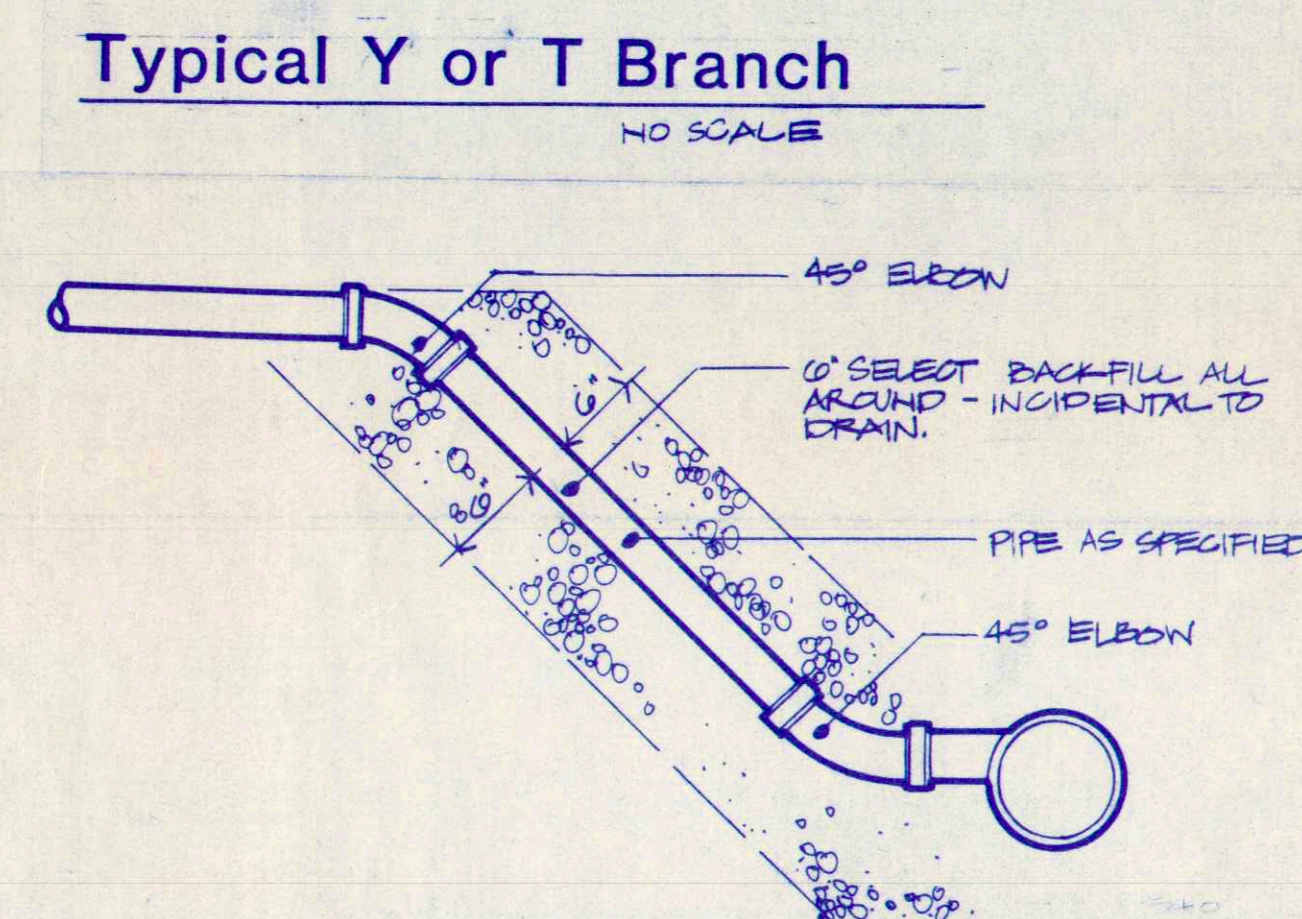 Typical Y or T Branch
NO SCALE
45° ELBOW
6" SELECT BACKFILL ALL
AROUND - INCIDENTAL TO
DRAIN.
6"
6"
PIPE AS SPECIFIED
45° ELBOW